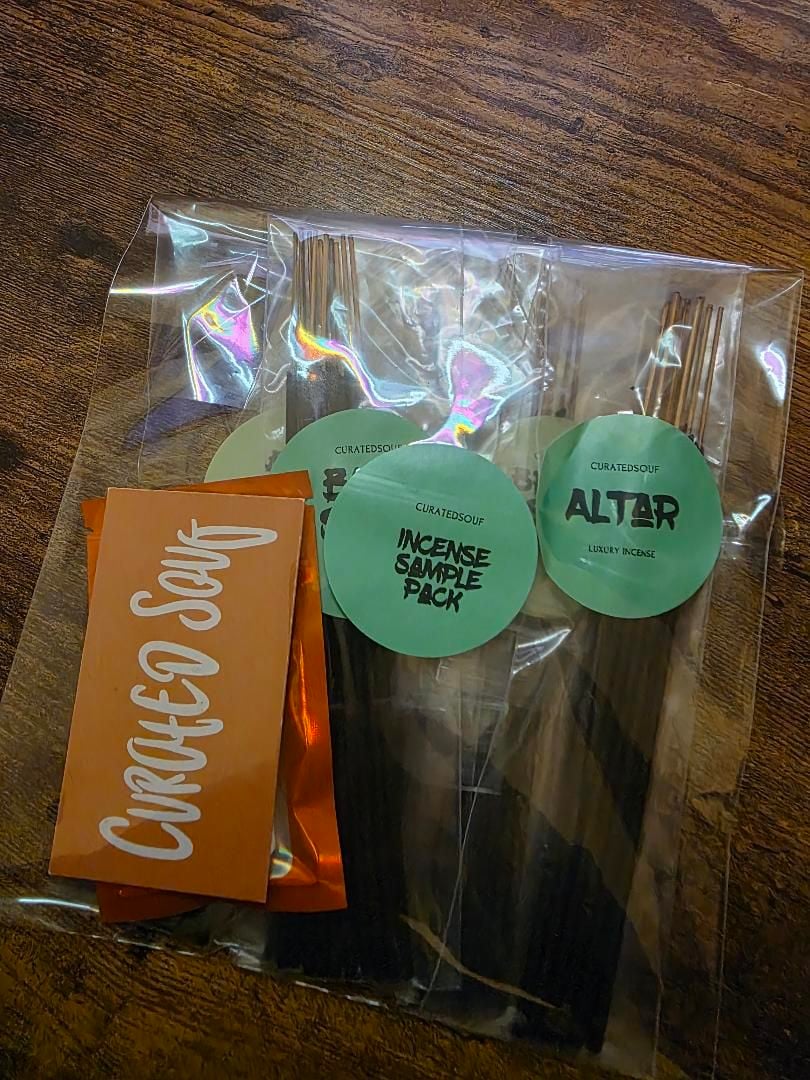 CURATEDSOUF
CURATEDSOUF
INCENSE
SAMPLE
PACK
CURATEDSOUF
ALTAR
LUXURY INCENSE
CURATED SOUF